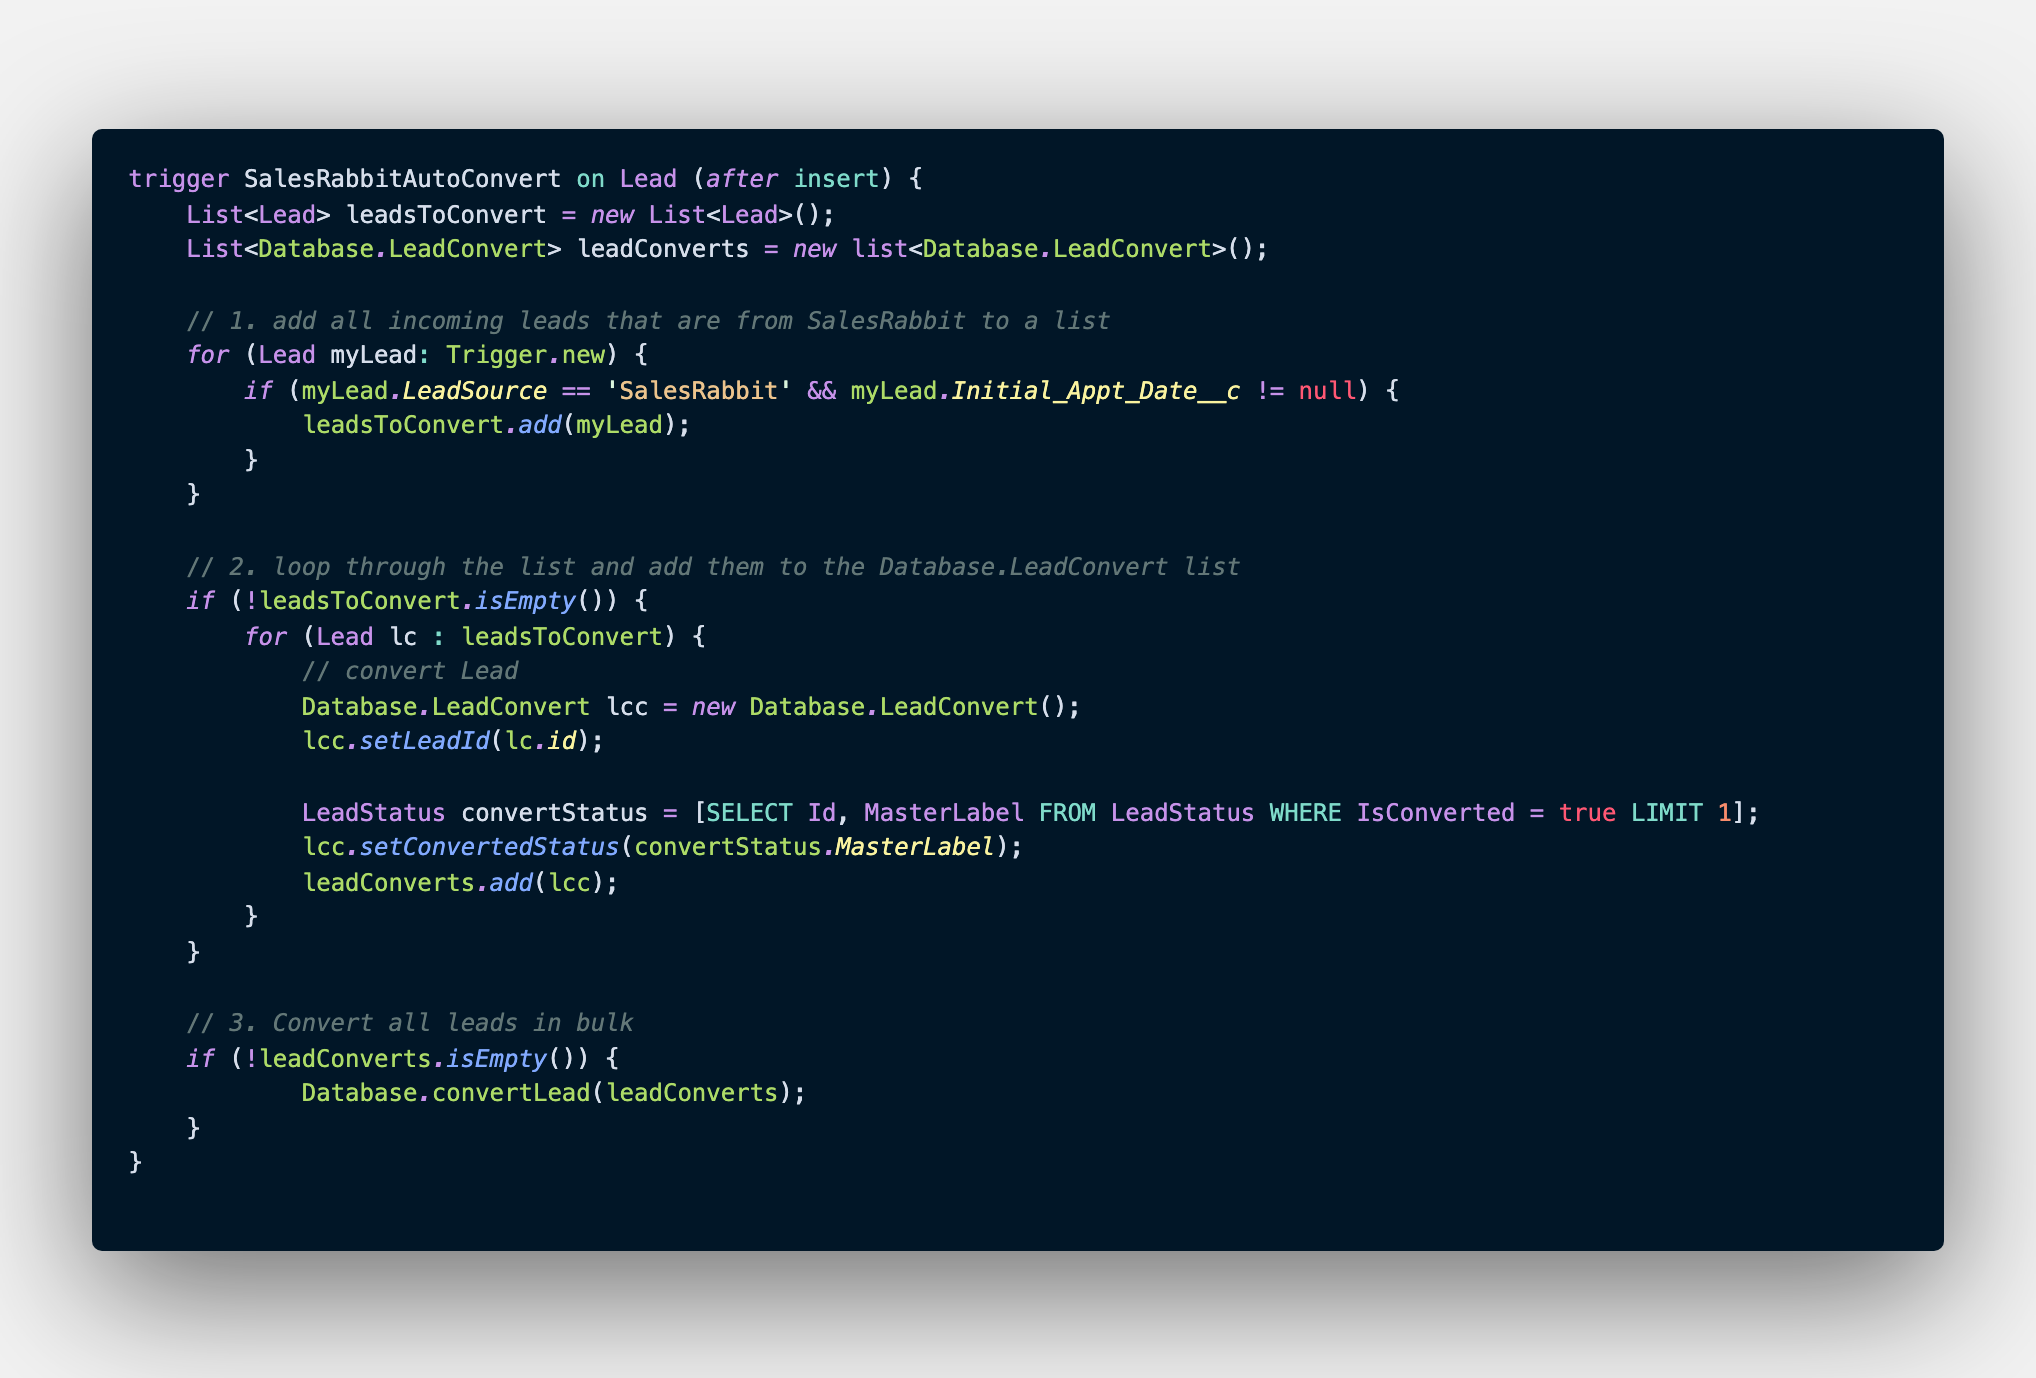 trigger SalesRabbitAutoConvert on Lead (after insert) {
    List<Lead> leadsToConvert = new List<Lead>();
    List<Database.LeadConvert> leadConverts = new list<Database.LeadConvert>();

    // 1. add all incoming leads that are from SalesRabbit to a list
    for (Lead myLead: Trigger.new) {
        if (myLead.LeadSource == 'SalesRabbit' && myLead.Initial_Appt_Date__c != null) {
            leadsToConvert.add(myLead);
        }
    }

    // 2. loop through the list and add them to the Database.LeadConvert list
    if (!leadsToConvert.isEmpty()) {
        for (Lead lc : leadsToConvert) {
            // convert Lead
            Database.LeadConvert lcc = new Database.LeadConvert();
            lcc.setLeadId(lc.id);

            LeadStatus convertStatus = [SELECT Id, MasterLabel FROM LeadStatus WHERE IsConverted = true LIMIT 1];
            lcc.setConvertedStatus(convertStatus.MasterLabel);
            leadConverts.add(lcc);
        }
    }

    // 3. Convert all leads in bulk
    if (!leadConverts.isEmpty()) {
            Database.convertLead(leadConverts);
    }
}